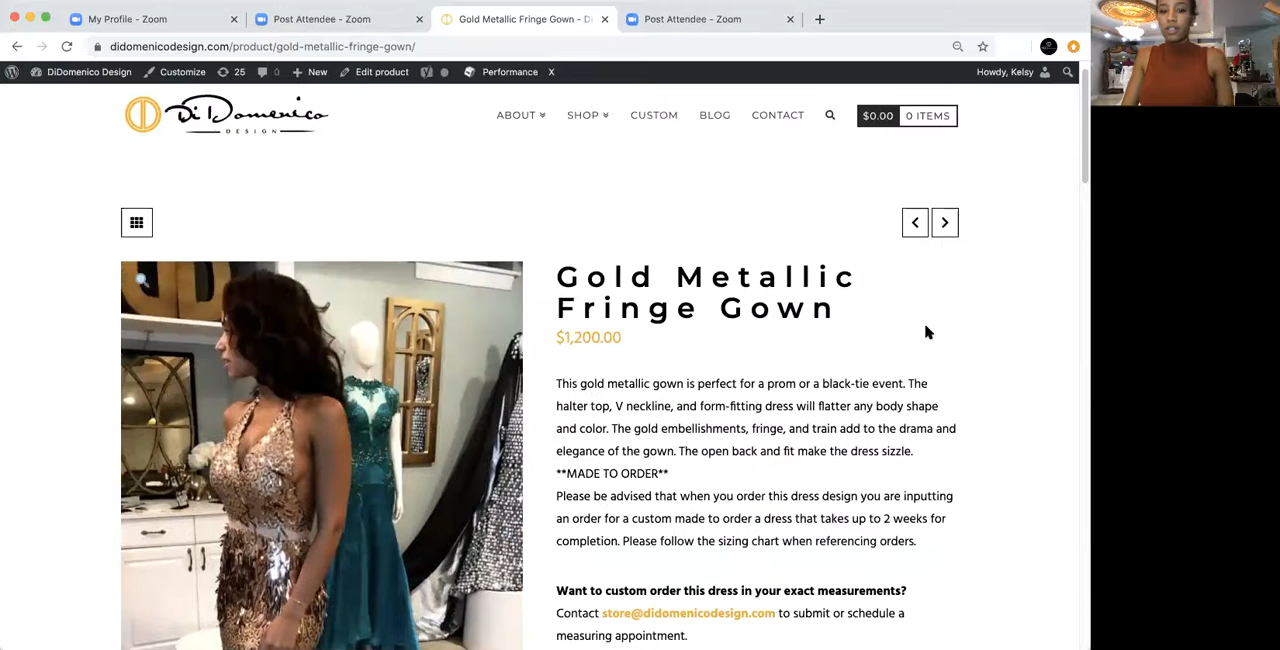 My Profile - Zoom
Post Attendee - Zoom
Gold Metallic Fringe Gown - Di
Post Attendee - Zoom
didomenicodesign.com/product/gold-metallic-fringe-gown/
DiDomenico Design
Customize
25
0
New
Edit product
Performance
X
Howdy, Kelsy
DiDomenico
DESIGN
ABOUT
SHOP
CUSTOM
BLOG
CONTACT
$0.00
0 ITEMS
Gold Metallic
Fringe Gown
$1,200.00
This gold metallic gown is perfect for a prom or a black-tie event. The
halter top, V neckline, and form-fitting dress will flatter any body shape
and color. The gold embellishments, fringe, and train add to the drama and
elegance of the gown. The open back and fit make the dress sizzle.
**MADE TO ORDER**
Please be advised that when you order this dress design you are inputting
an order for a custom made to order a dress that takes up to 2 weeks for
completion. Please follow the sizing chart when referencing orders.
Want to custom order this dress in your exact measurements?
Contact store@didomenicodesign.com to submit or schedule a
measuring appointment.